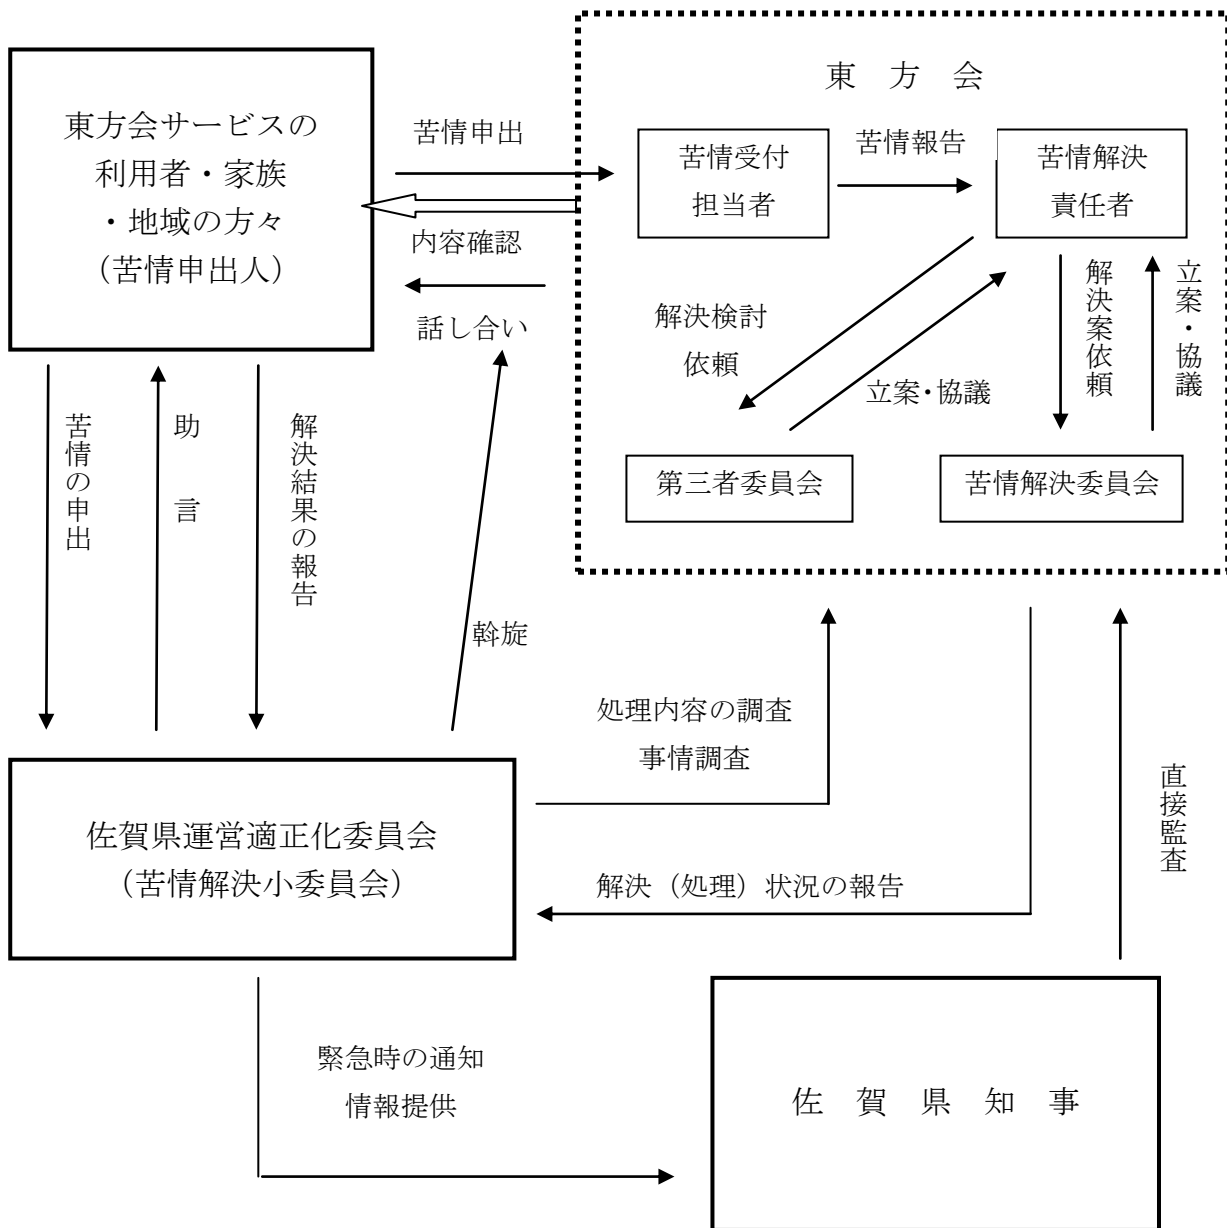 東方会
東方会サービスの
利用者・家族
・地域の方々
（苦情申出人）
苦情申出
内容確認
話し合い
苦情受付
担当者
苦情報告
苦情解決
責任者
解決検討
依頼
立案・協議
解決案依頼
立案・協議
第三者委員会
苦情解決委員会
苦情の申出
助言
解決結果の報告
斡旋
処理内容の調査
事情調査
直接監査
佐賀県運営適正化委員会
（苦情解決小委員会）
解決（処理）状況の報告
緊急時の通知
情報提供
佐賀県知事